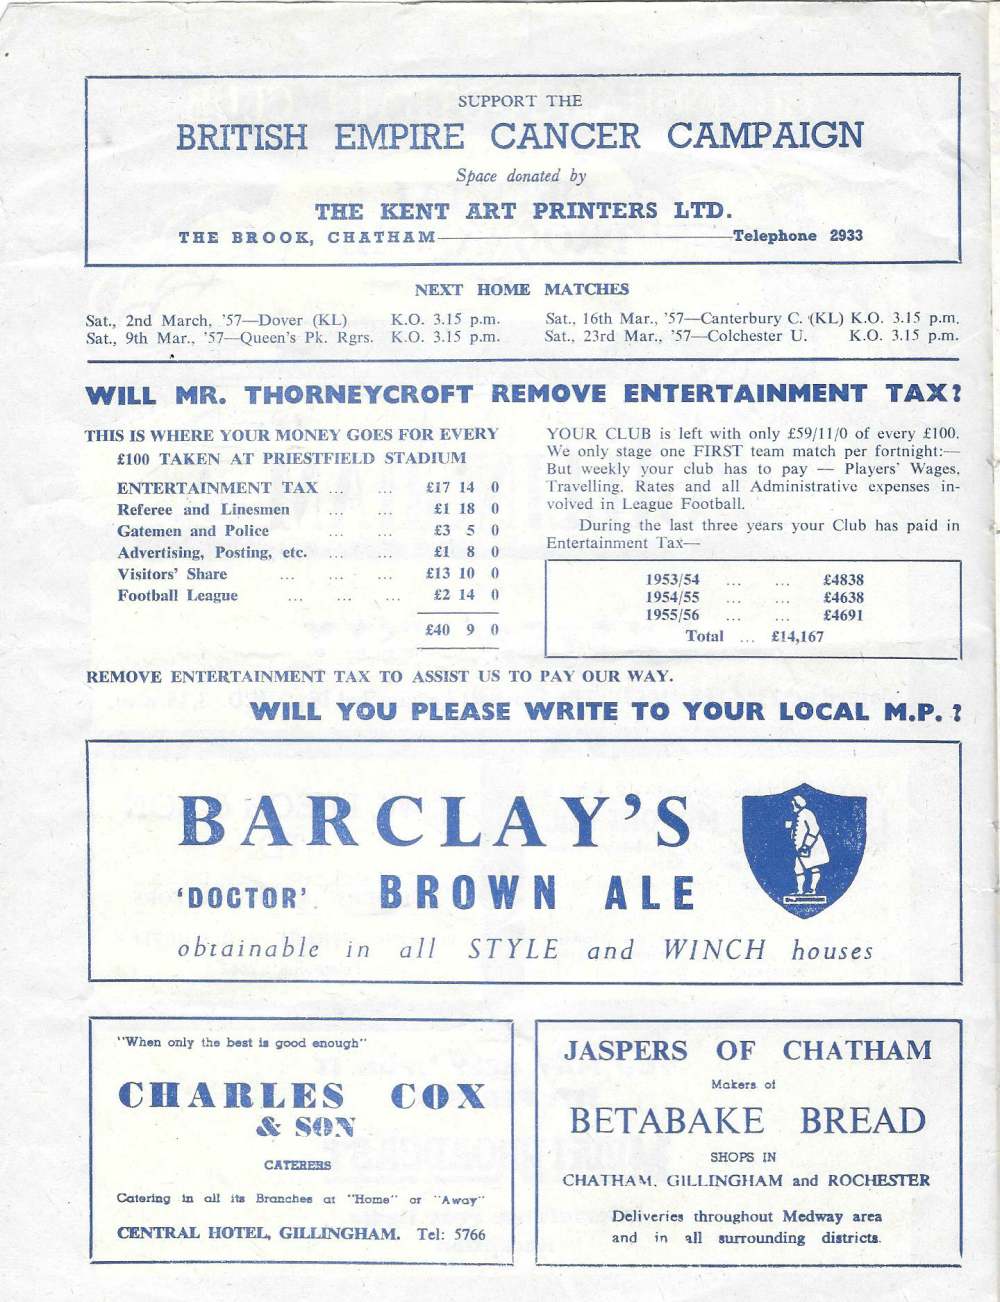 SUPPORT THE
BRITISH EMPIRE CANCER CAMPAIGN
Space donated by
THE KENT ART PRINTERS LTD.
THE BROOK, CHATHAM——Telephone 2933
NEXT HOME MATCHES
Sat., 2nd March, '57—Dover (KL) K.O. 3.15 p.m.
Sat., 9th Mar., '57—Queen's Pk. Rgrs. K.O. 3.15 p.m.
Sat., 16th Mar., '57—Canterbury C. (KL) K.O. 3.15 p.m.
Sat., 23rd Mar., '57—Colchester U. K.O. 3.15 p.m.
WILL MR. THORNEYCROFT REMOVE ENTERTAINMENT TAX?
THIS IS WHERE YOUR MONEY GOES FOR EVERY
£100 TAKEN AT PRIESTFIELD STADIUM
ENTERTAINMENT TAX ... ... £17 14 0
Referee and Linesmen ... ... £1 18 0
Gatemen and Police ... ... £3 5 0
Advertising, Posting, etc. ... ... £1 8 0
Visitors' Share ... ... ... £13 10 0
Football League ... ... ... £2 14 0
£40 9 0
YOUR CLUB is left with only £59/11/0 of every £100.
We only stage one FIRST team match per fortnight:—
But weekly your club has to pay — Players' Wages,
Travelling, Rates and all Administrative expenses in-
volved in League Football.
During the last three years your Club has paid in
Entertainment Tax—
1953/54 ... ... £4838
1954/55 ... ... £4638
1955/56 ... ... £4691
Total ... £14,167
REMOVE ENTERTAINMENT TAX TO ASSIST US TO PAY OUR WAY.
WILL YOU PLEASE WRITE TO YOUR LOCAL M.P.?
BARCLAY'S
'DOCTOR' BROWN ALE
obtainable in all STYLE and WINCH houses
"When only the best is good enough"
CHARLES COX
& SON
CATERERS
Catering in all its Branches at "Home" or "Away"
CENTRAL HOTEL, GILLINGHAM. Tel: 5766
JASPERS OF CHATHAM
Makers of
BETABAKE BREAD
SHOPS IN
CHATHAM, GILLINGHAM and ROCHESTER
Deliveries throughout Medway area
and in all surrounding districts.